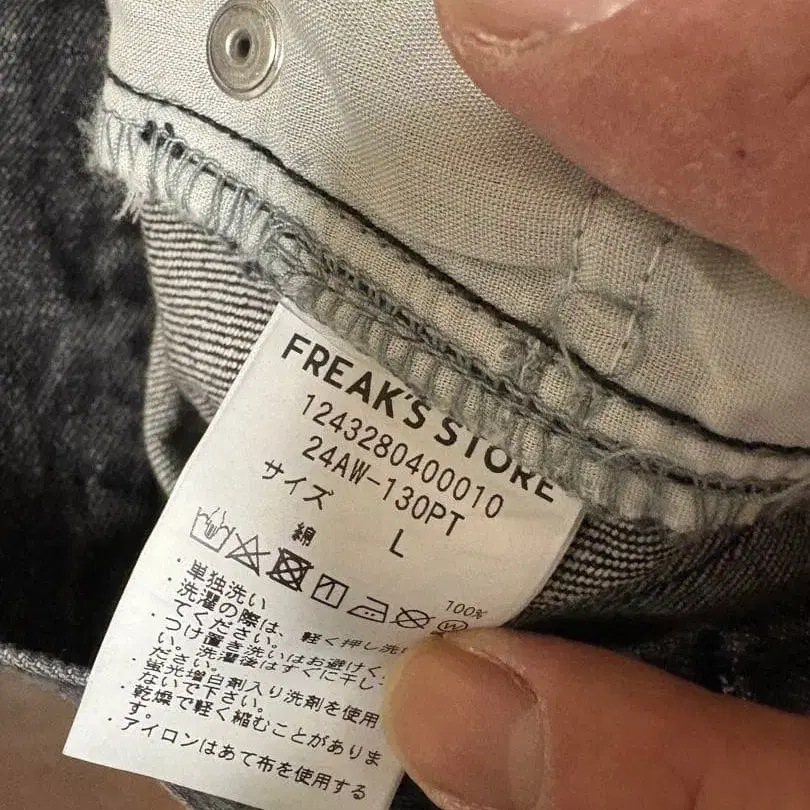 FREAK'S STORE
1243280400010
24AW-130PT
サイズ L
綿 100%
W
・単独洗い
・洗濯の際は、軽く押し洗い
てください。
・つけ置き洗いはお避けく
ださい。洗濯後はすぐに干し
・蛍光増白剤入り洗剤を使用
ないで下さい。
・乾燥で軽く縮むことがありま
す。
・アイロンはあて布を使用する